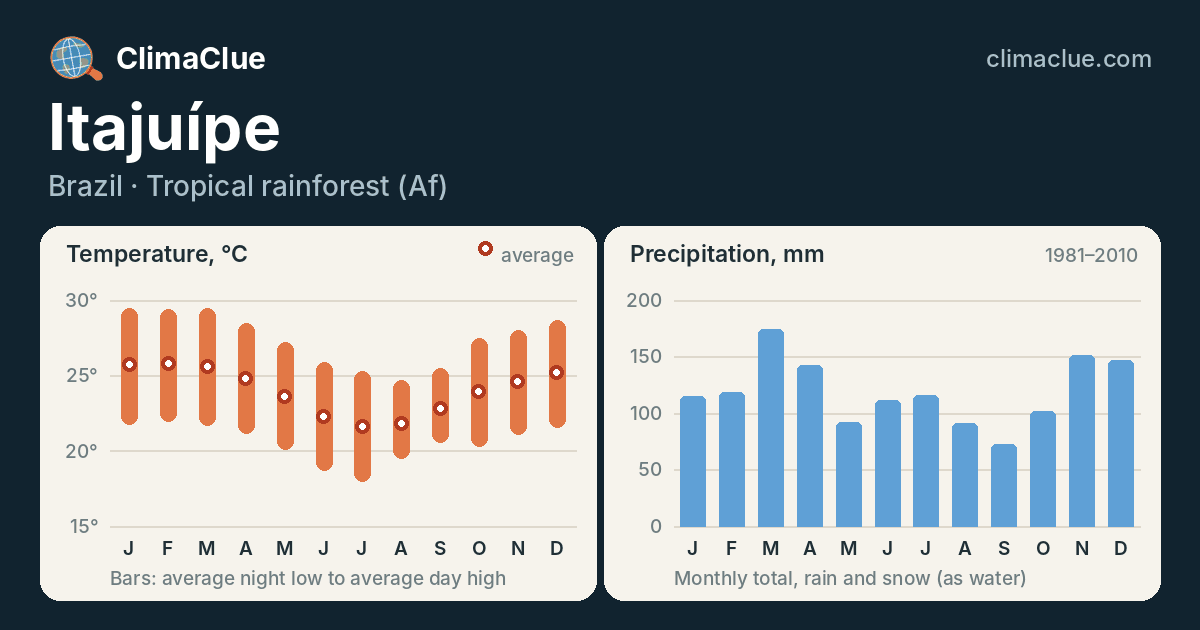 ClimaClue
climaclue.com
Itajuípe
Brazil · Tropical rainforest (Af)
Temperature, °C
average
30°
25°
20°
15°
J F M A M J J A S O N D
Bars: average night low to average day high
Precipitation, mm
1981–2010
200
150
100
50
0
J F M A M J J A S O N D
Monthly total, rain and snow (as water)